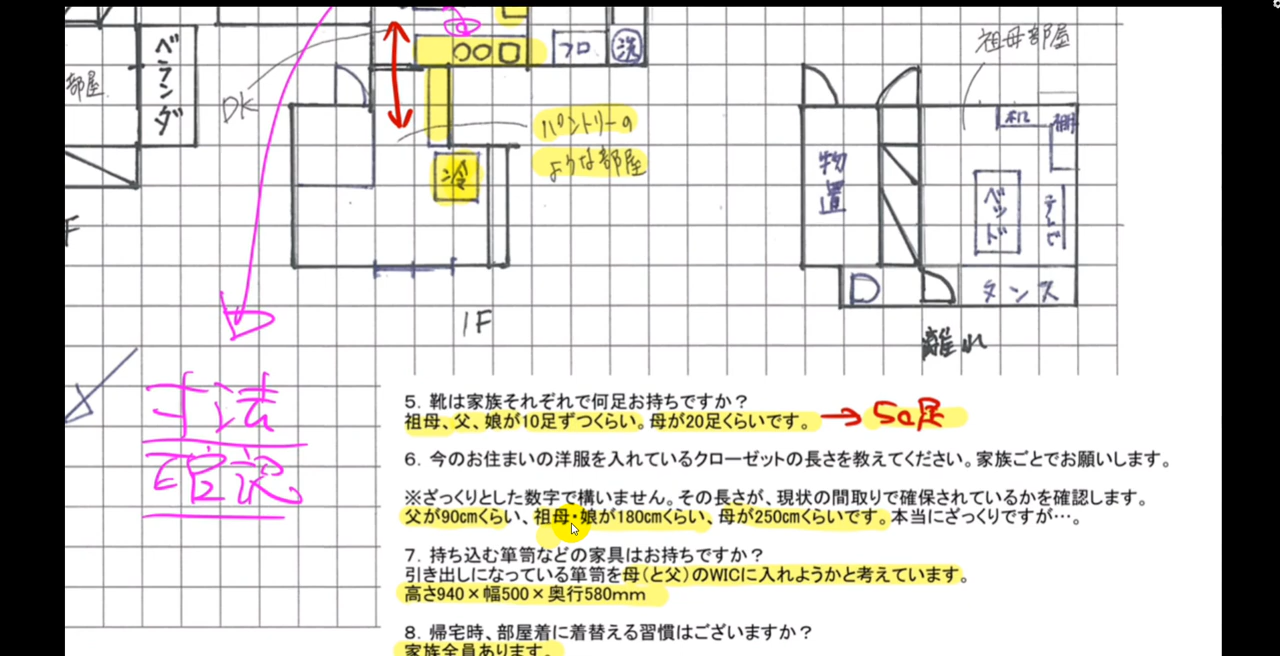 ベランダ
部屋
DK
フロ
洗
祖母部屋
パントリーの
ような部屋
冷
机
棚
物置
ベッド
テレビ
タンス
F
1F
離れ
寸法
確認
5．靴は家族それぞれで何足お持ちですか？
祖母、父、娘が10足ずつくらい。母が20足くらいです。
→50足
6．今のお住まいの洋服を入れているクローゼットの長さを教えてください。家族ごとでお願いします。
※ざっくりとした数字で構いません。その長さが、現状の間取りで確保されているかを確認します。
父が90cmくらい、祖母・娘が180cmくらい、母が250cmくらいです。本当にざっくりですが…。
7．持ち込む箪笥などの家具はお持ちですか？
引き出しになっている箪笥を母(と父)のWICに入れようかと考えています。
高さ940×幅500×奥行580mm
8．帰宅時、部屋着に着替える習慣はございますか？
家族全員あります。